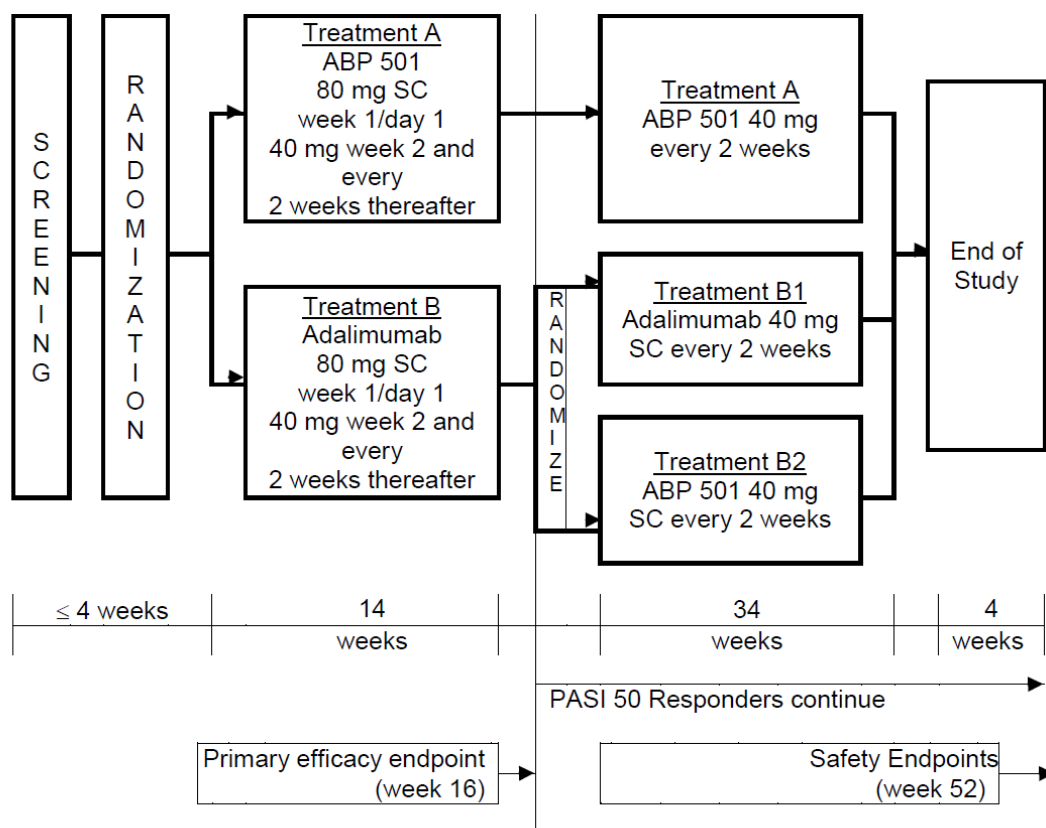 SCREENING
RANDOMIZATION
Treatment A
ABP 501
80 mg SC
week 1/day 1
40 mg week 2 and
every
2 weeks thereafter
Treatment A
ABP 501 40 mg
every 2 weeks
Treatment B
Adalimumab
80 mg SC
week 1/day 1
40 mg week 2 and
every
2 weeks thereafter
RANDOMIZE
Treatment B1
Adalimumab 40 mg
SC every 2 weeks
Treatment B2
ABP 501 40 mg
SC every 2 weeks
End of
Study
≤ 4 weeks
14
weeks
34
weeks
4
weeks
PASI 50 Responders continue
Primary efficacy endpoint
(week 16)
Safety Endpoints
(week 52)